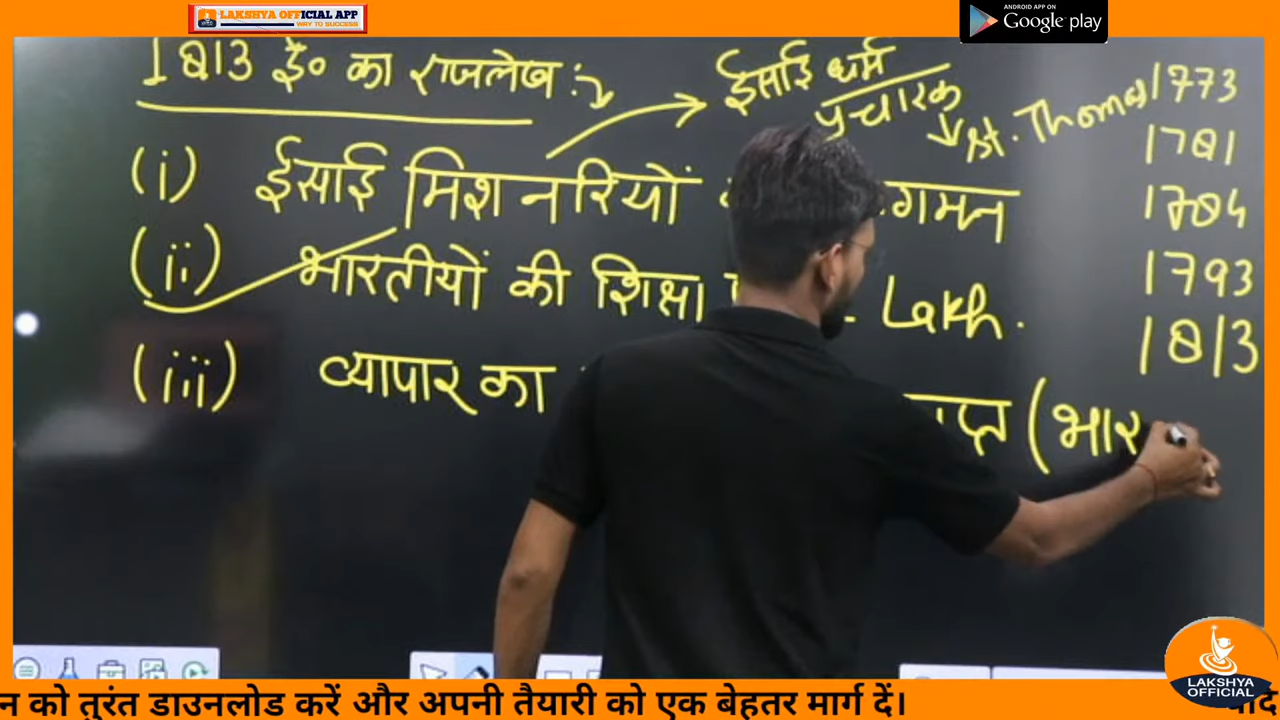 LAKSHYA OFFICIAL APP
WAY TO SUCCESS
ANDROID APP ON
Google play
1813 ई० का राजलेख :
ईसाई धर्म
प्रचारक
St. Thomas
1773
1781
1784
1793
1813
(i) ईसाई मिशनरियों
(ii) भारतीयों की शिक्षा
Lakh.
(iii) व्यापार का
(भार
न को तुरंत डाउनलोड करें और अपनी तैयारी को एक बेहतर मार्ग दें।
LAKSHYA
OFFICIAL